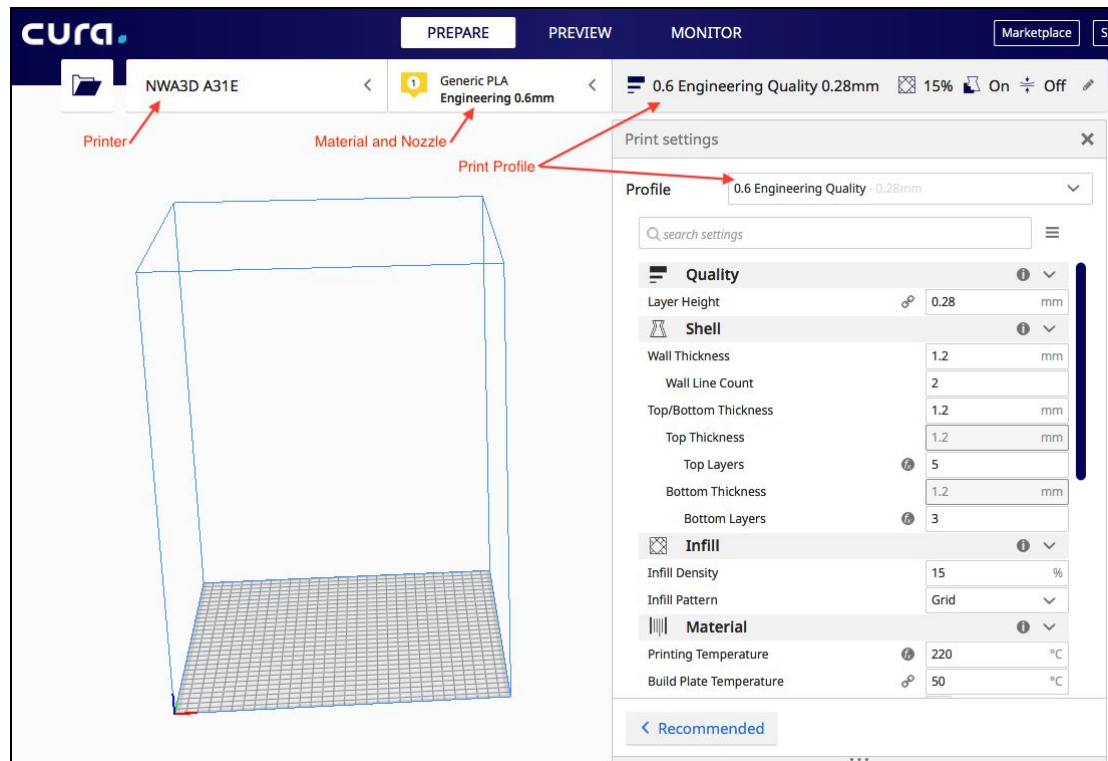 cura.
PREPARE PREVIEW MONITOR Marketplace S
NWA3D A31E
1
Generic PLA
Engineering 0.6mm
0.6 Engineering Quality 0.28mm 15% On Off
Printer
Material and Nozzle
Print Profile
Print settings
Profile 0.6 Engineering Quality - 0.28mm
search settings
Quality
Layer Height 0.28 mm
Shell
Wall Thickness 1.2 mm
Wall Line Count 2
Top/Bottom Thickness 1.2 mm
Top Thickness 1.2 mm
Top Layers 5
Bottom Thickness 1.2 mm
Bottom Layers 3
Infill
Infill Density 15 %
Infill Pattern Grid
Material
Printing Temperature 220 °C
Build Plate Temperature 50 °C
Recommended